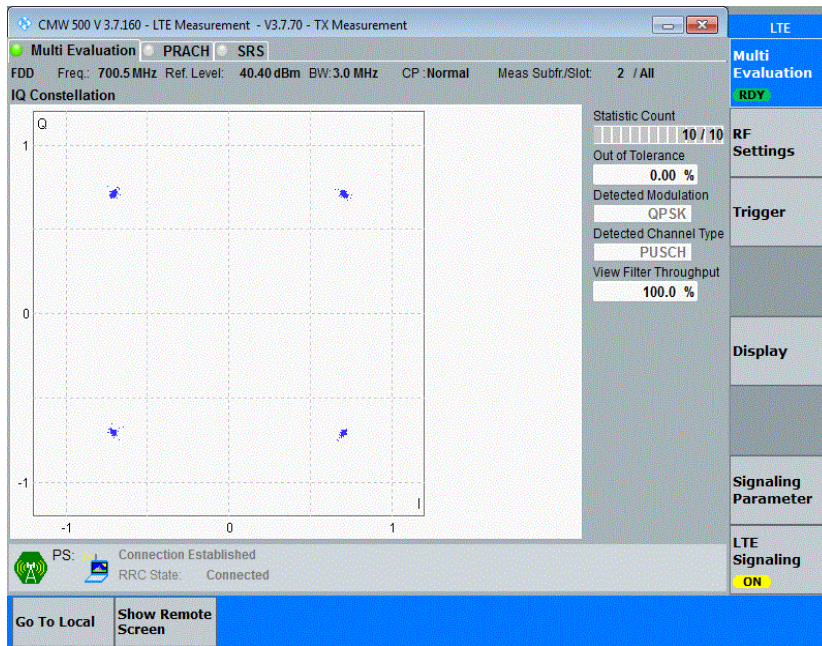 CMW 500 V 3.7.160 - LTE Measurement - V3.7.70 - TX Measurement
LTE
Multi Evaluation PRACH SRS
Multi
Evaluation
RDY
FDD Freq.: 700.5 MHz Ref. Level: 40.40 dBm BW: 3.0 MHz CP : Normal Meas Subfr./Slot: 2 / All
IQ Constellation
Q
1
0
-1
I
-1 0 1
Statistic Count
10 / 10
Out of Tolerance
0.00 %
Detected Modulation
QPSK
Detected Channel Type
PUSCH
View Filter Throughput
100.0 %
RF
Settings
Trigger
Display
Signaling
Parameter
LTE
Signaling
ON
PS: Connection Established
RRC State: Connected
Go To Local
Show Remote
Screen